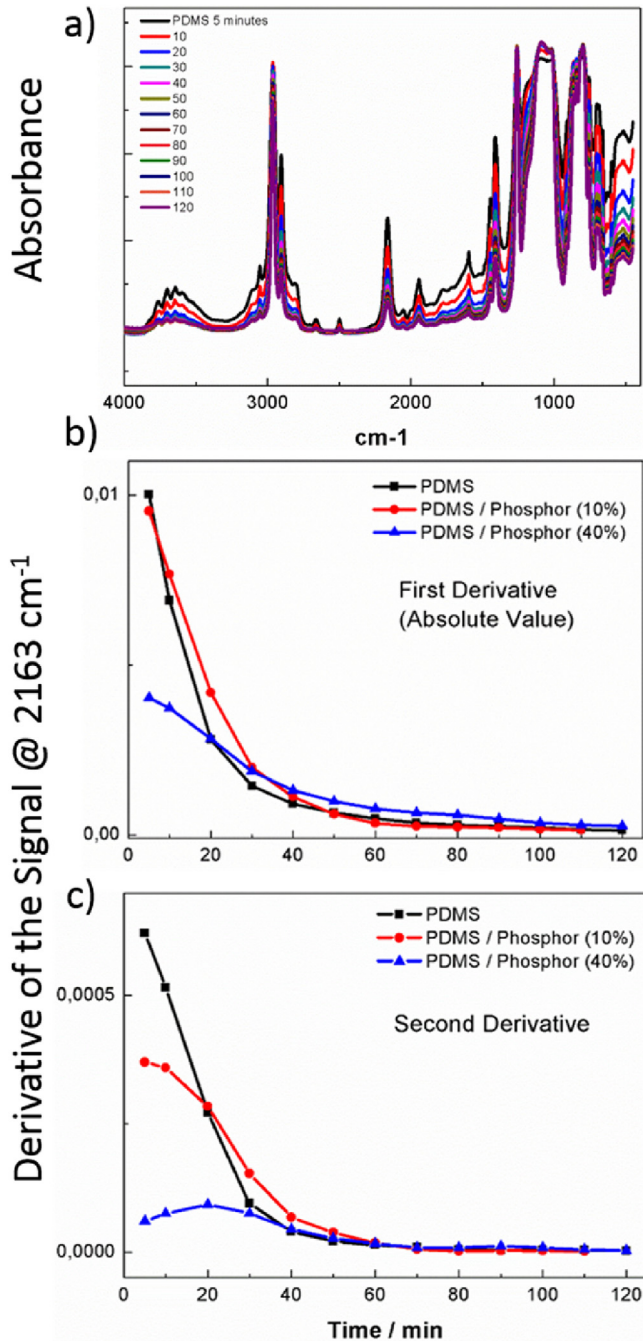 a)
PDMS 5 minutes
10
20
30
40
50
60
70
80
90
100
110
120
Absorbance
4000 3000 2000 1000
cm-1
b)
0,01
0,00
PDMS
PDMS / Phosphor (10%)
PDMS / Phosphor (40%)
First Derivative
(Absolute Value)
0 20 40 60 80 100 120
Derivative of the Signal @ 2163 cm⁻¹
c)
0,0005
0,0000
PDMS
PDMS / Phosphor (10%)
PDMS / Phosphor (40%)
Second Derivative
0 20 40 60 80 100 120
Time / min